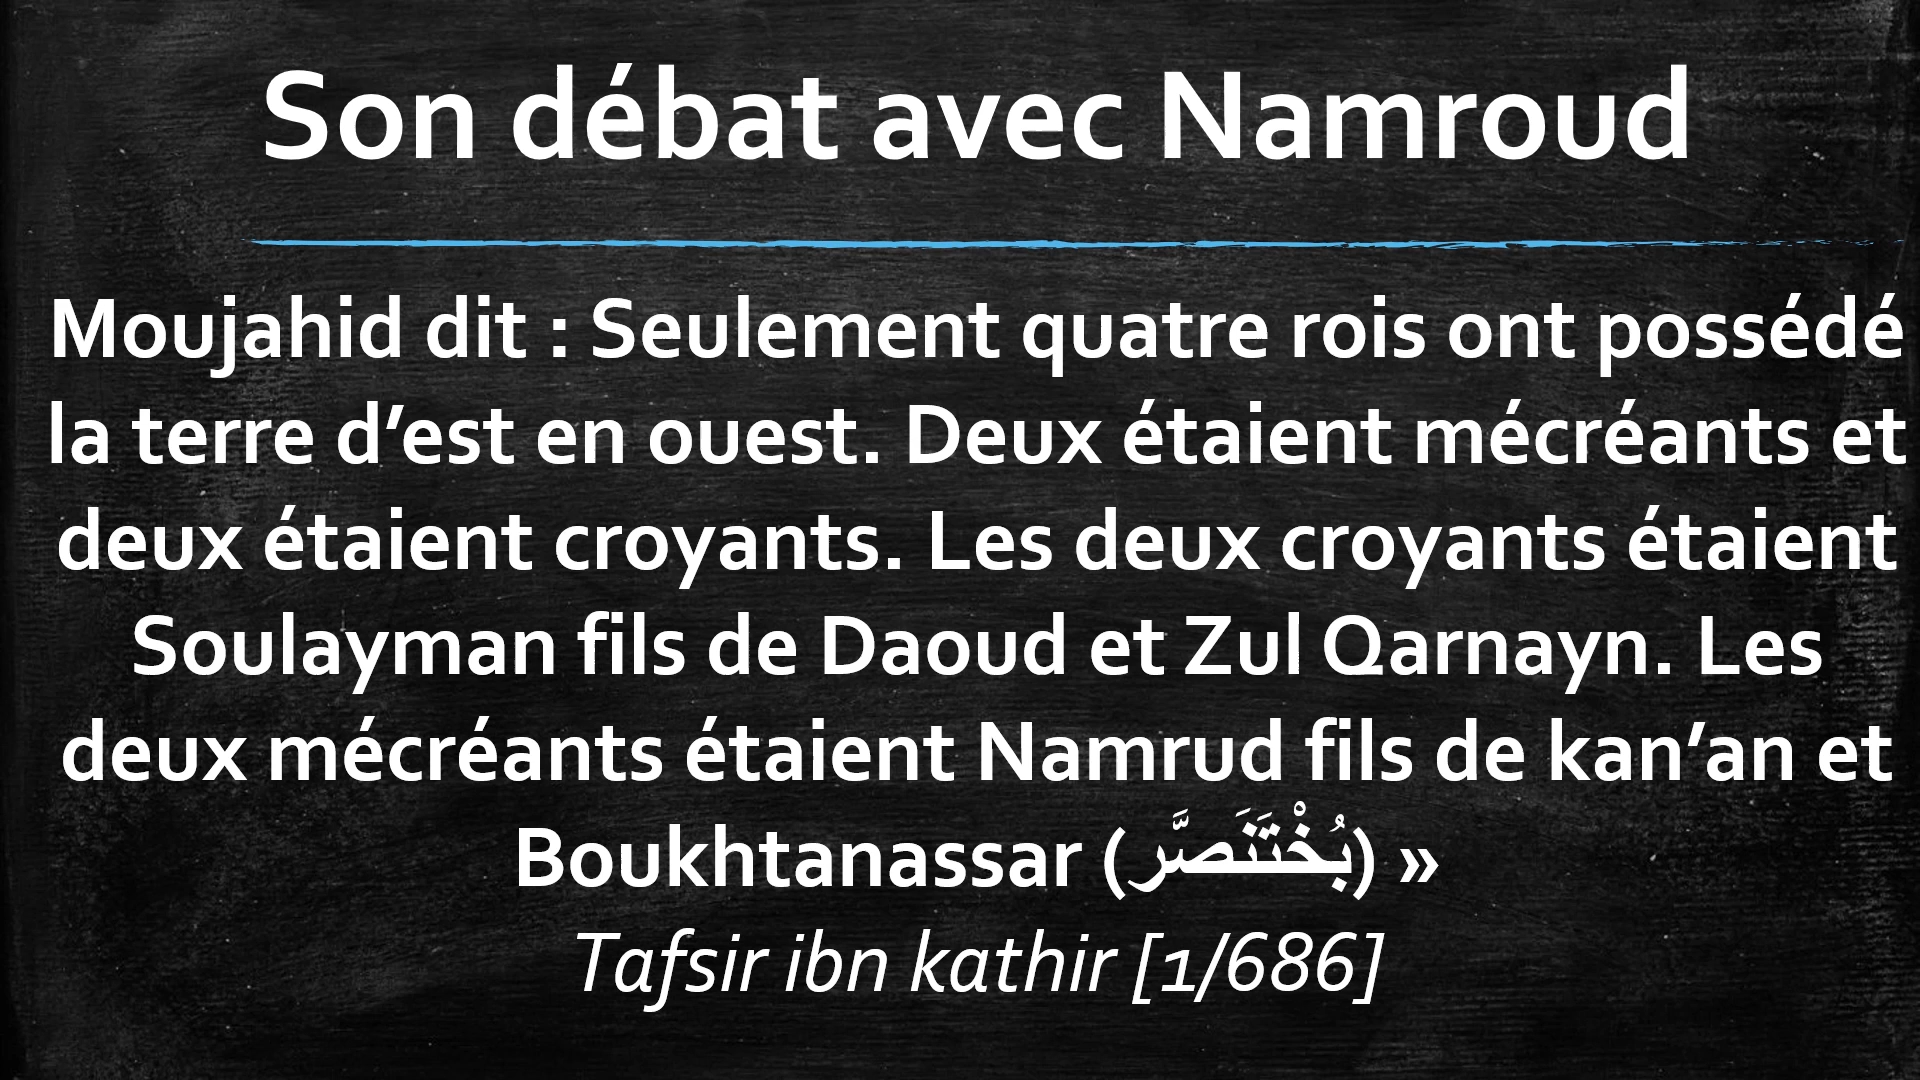 Son débat avec Namroud
Moujahid dit : Seulement quatre rois ont possédé
la terre d’est en ouest. Deux étaient mécréants et
deux étaient croyants. Les deux croyants étaient
Soulayman fils de Daoud et Zul Qarnayn. Les
deux mécréants étaient Namrud fils de kan’an et
Boukhtanassar (بُخْتَنَصَّر) »
Tafsir ibn kathir [1/686]